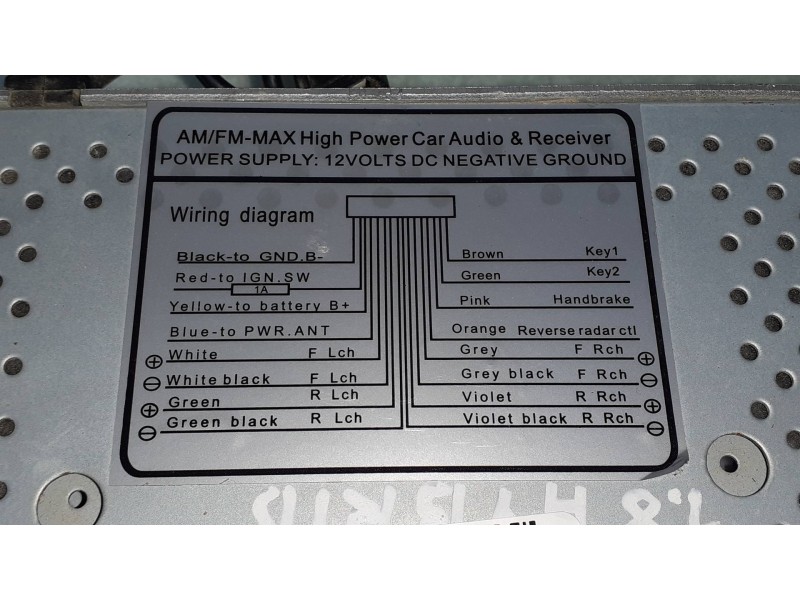 AM/FM-MAX High Power Car Audio & Receiver
POWER SUPPLY: 12VOLTS DC NEGATIVE GROUND
Wiring diagram
Black-to GND.B-
Red-to IGN.SW
1A
Yellow-to battery B+
Blue-to PWR.ANT
⊕ White F Lch
⊖ White black F Lch
⊕ Green R Lch
⊖ Green black R Lch
Brown Key1
Green Key2
Pink Handbrake
Orange Reverse radar ctl
Grey F Rch ⊕
Grey black F Rch ⊖
Violet R Rch ⊕
Violet black R Rch ⊖